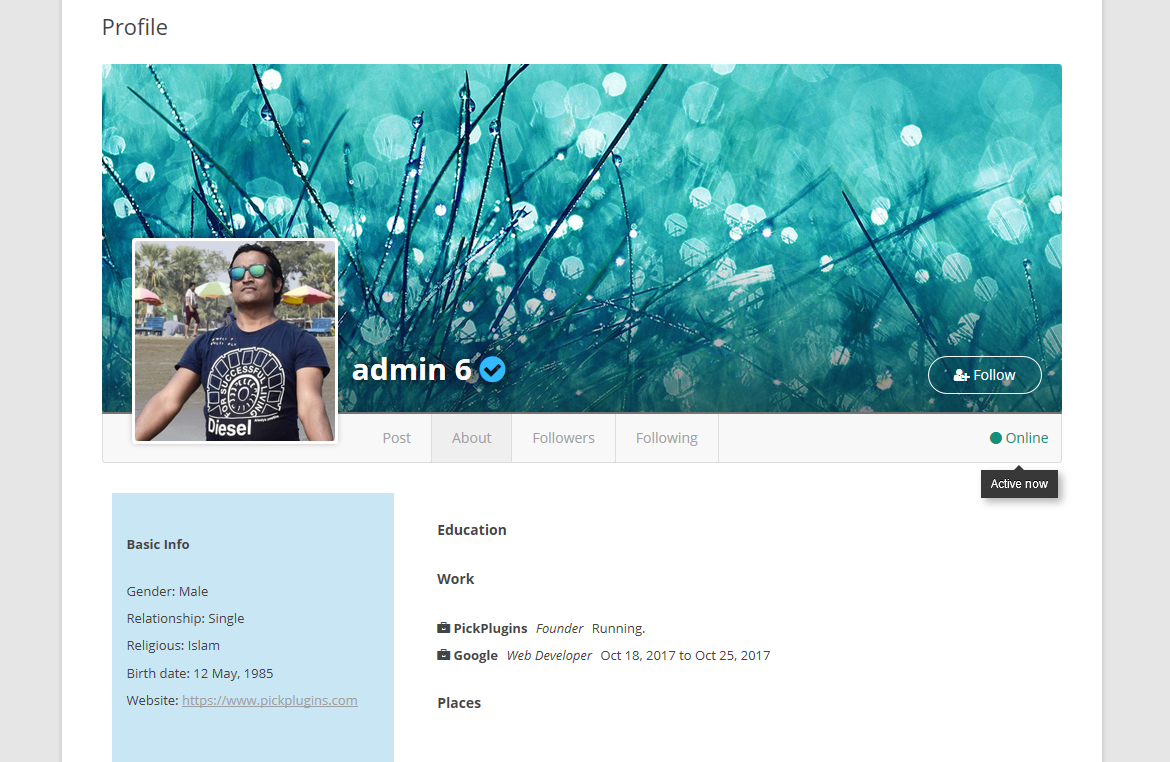 Profile
FOR SUCCESSFUL LIVING
Diesel
admin 6
Follow
Post
About
Followers
Following
Online
Active now
Basic Info
Gender: Male
Relationship: Single
Religious: Islam
Birth date: 12 May, 1985
Website: https://www.pickplugins.com
Education
Work
PickPlugins Founder Running.
Google Web Developer Oct 18, 2017 to Oct 25, 2017
Places